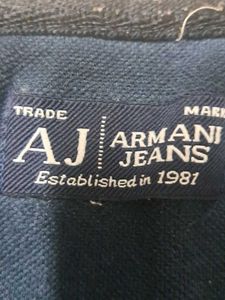 TRADE MARK
AJ ARMANI
JEANS
Established in 1981